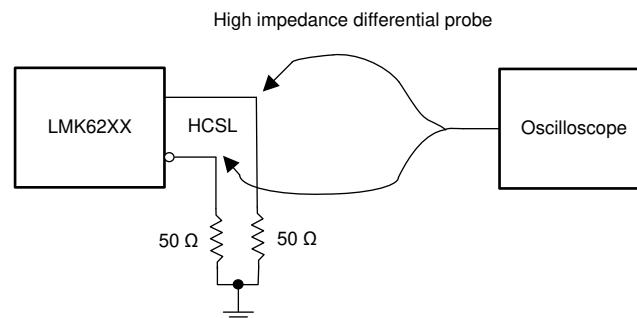 High impedance differential probe
LMK62XX
HCSL
Oscilloscope
50 Ω
50 Ω